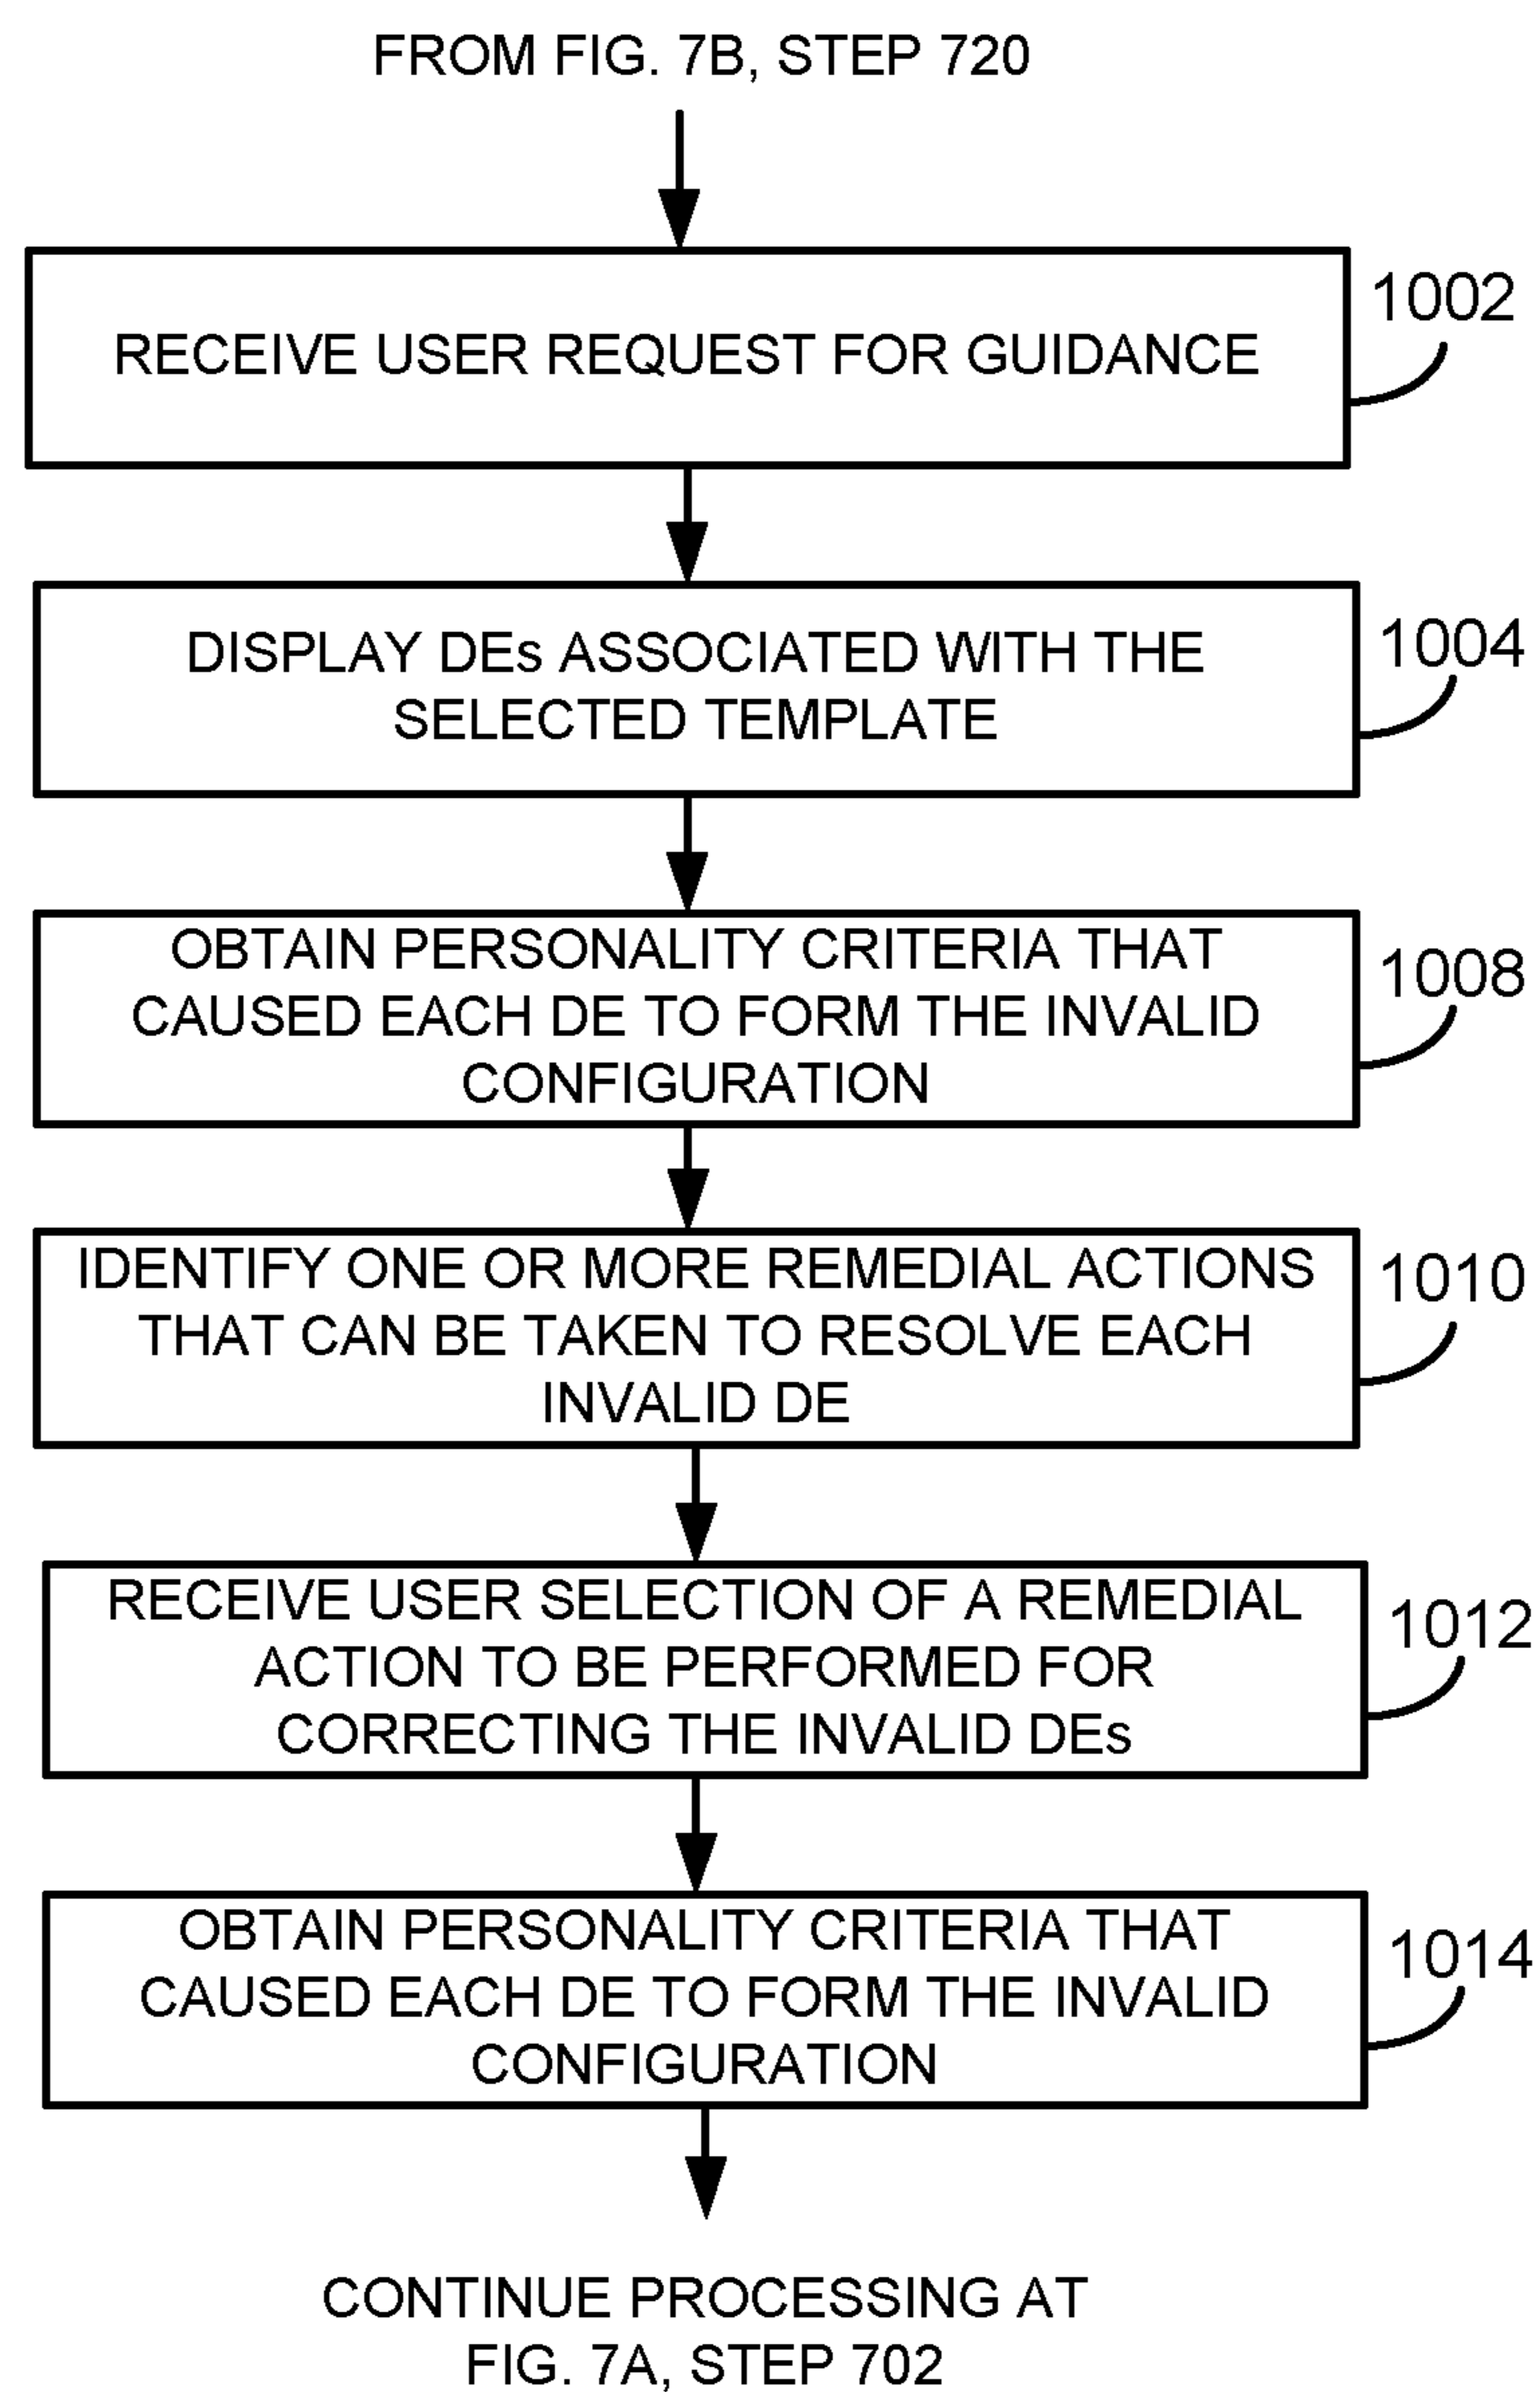 FROM FIG. 7B, STEP 720
RECEIVE USER REQUEST FOR GUIDANCE
1002
DISPLAY DEs ASSOCIATED WITH THE
SELECTED TEMPLATE
1004
OBTAIN PERSONALITY CRITERIA THAT
CAUSED EACH DE TO FORM THE INVALID
CONFIGURATION
1008
IDENTIFY ONE OR MORE REMEDIAL ACTIONS
THAT CAN BE TAKEN TO RESOLVE EACH
INVALID DE
1010
RECEIVE USER SELECTION OF A REMEDIAL
ACTION TO BE PERFORMED FOR
CORRECTING THE INVALID DEs
1012
OBTAIN PERSONALITY CRITERIA THAT
CAUSED EACH DE TO FORM THE INVALID
CONFIGURATION
1014
CONTINUE PROCESSING AT
FIG. 7A, STEP 702